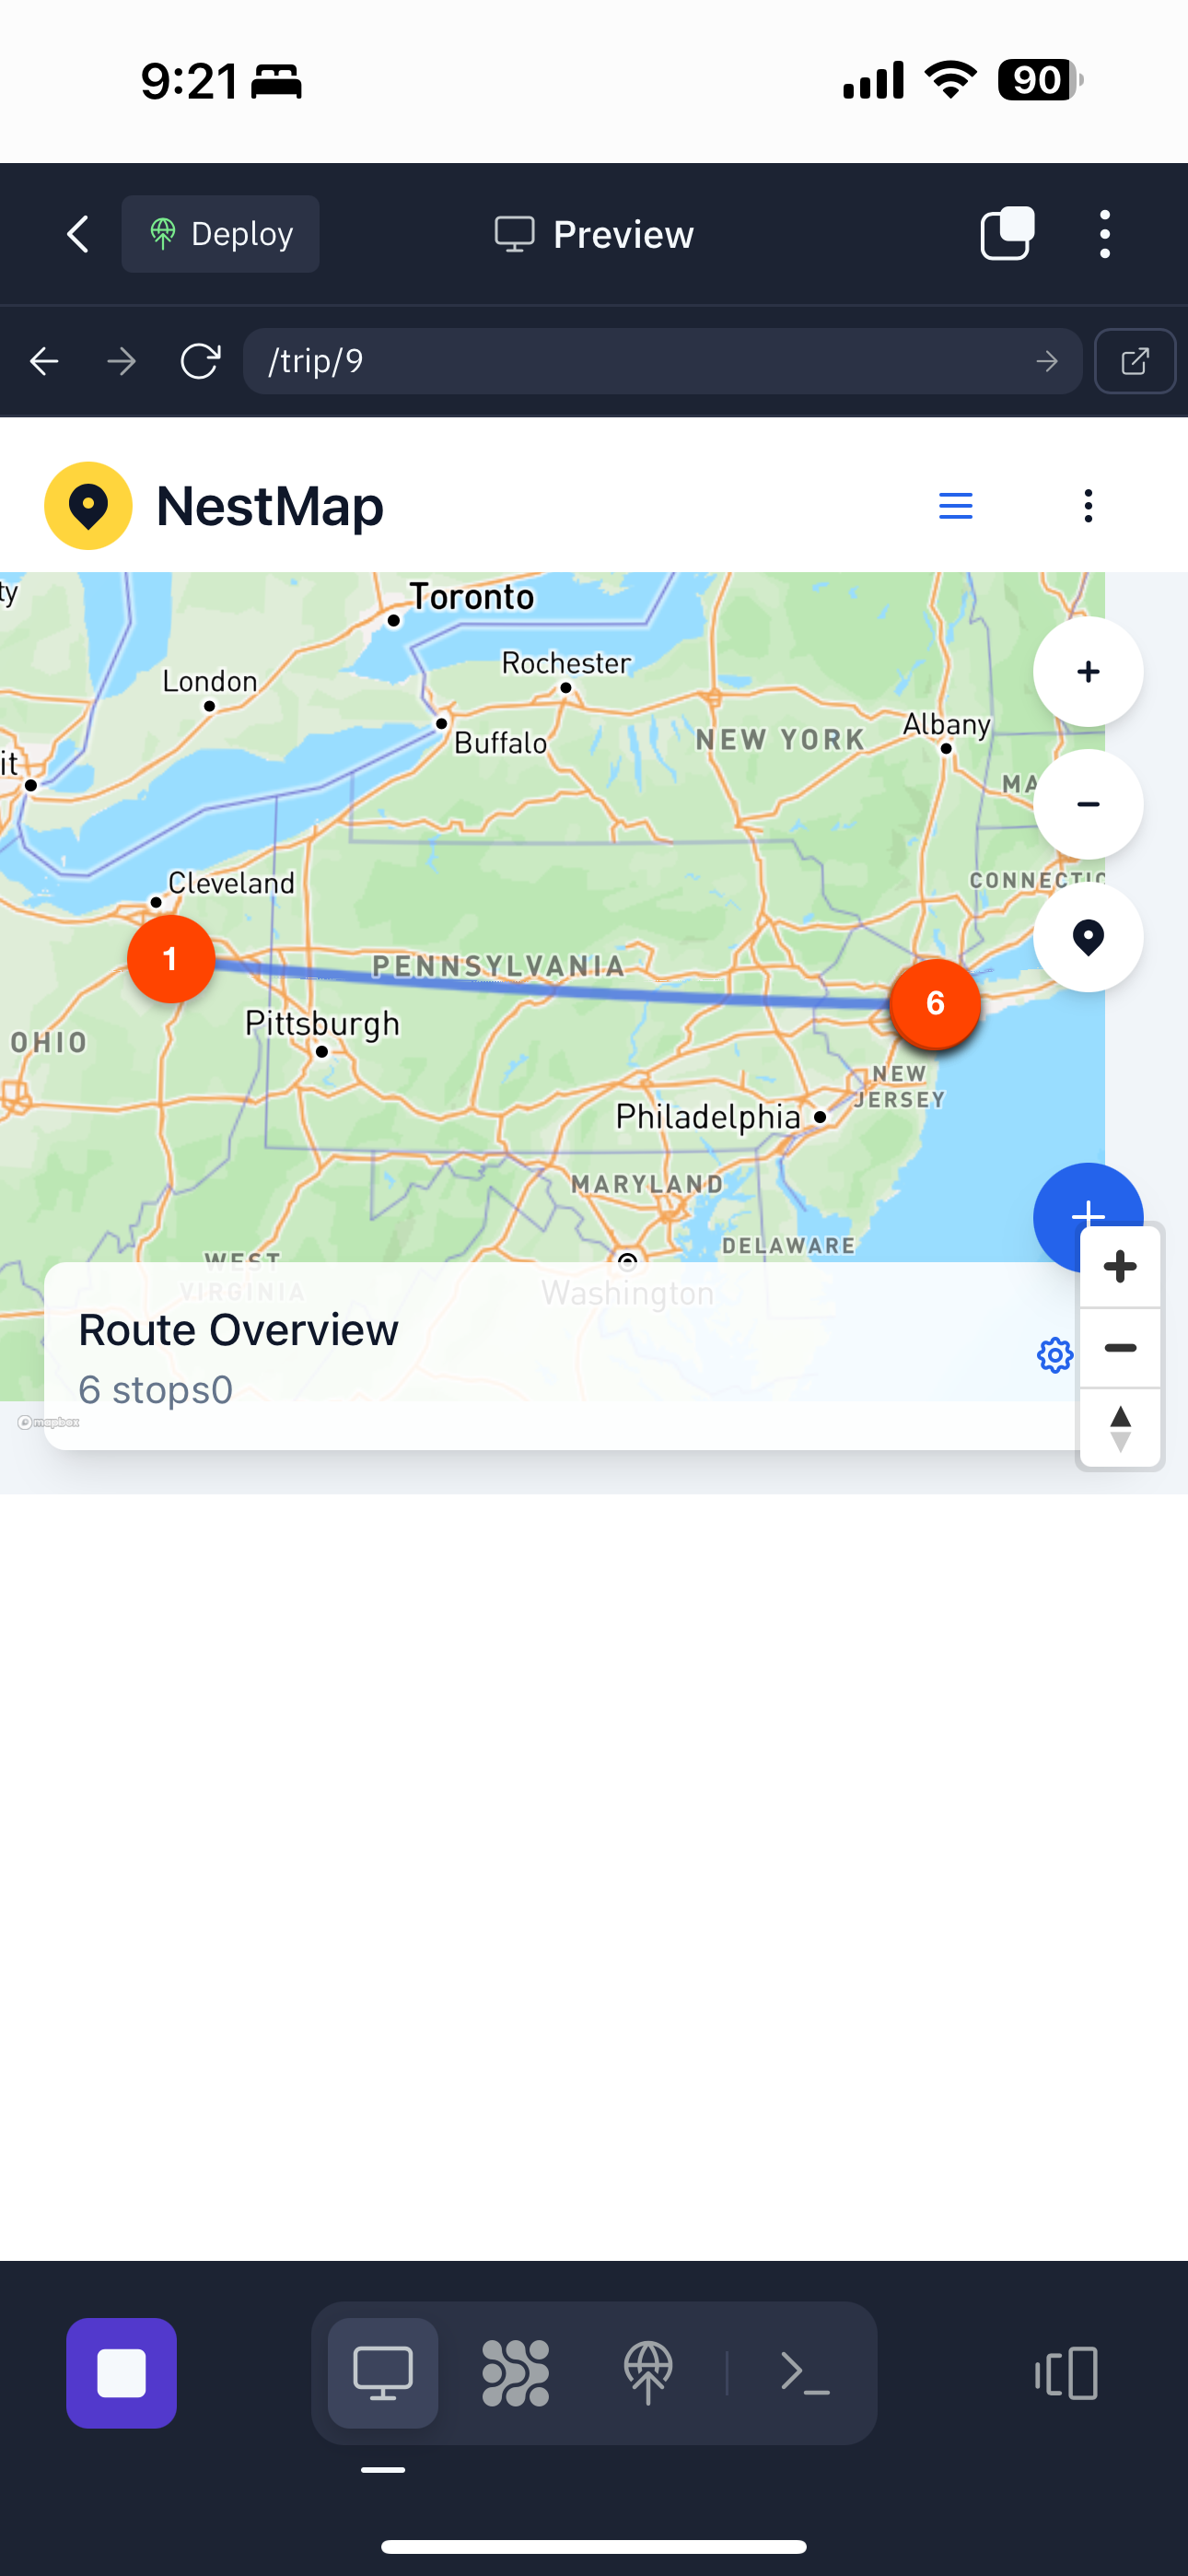 9:21
90
Deploy
Preview
/trip/9
NestMap
ty
Toronto
Rochester
London
Buffalo
NEW YORK
Albany
it
MA
Cleveland
CONNECTIC
1
PENNSYLVANIA
6
Pittsburgh
OHIO
NEW
JERSEY
Philadelphia
MARYLAND
DELAWARE
WEST
VIRGINIA
Washington
Route Overview
6 stops0
mapbox